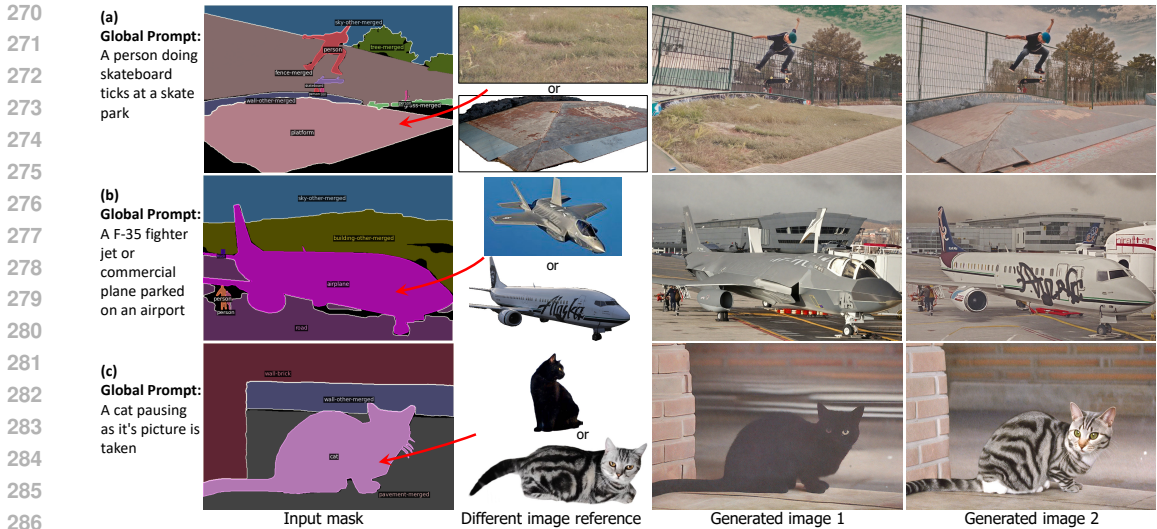 270
271
272
273
274
275
276
277
278
279
280
281
282
283
284
285
286
(a)
Global Prompt:
A person doing
skateboard
ticks at a skate
park
sky-other-merged
person
tree-merged
fence-merged
skateboard
wall-other-merged
grass-merged
platform
or
(b)
Global Prompt:
A F-35 fighter
jet or
commercial
plane parked
on an airport
sky-other-merged
building-other-merged
airplane
person
road
or
Alaska
(c)
Global Prompt:
A cat pausing
as it's picture is
taken
wall-brick
wall-other-merged
cat
pavement-merged
or
Input mask
Different image reference
Generated image 1
Generated image 2